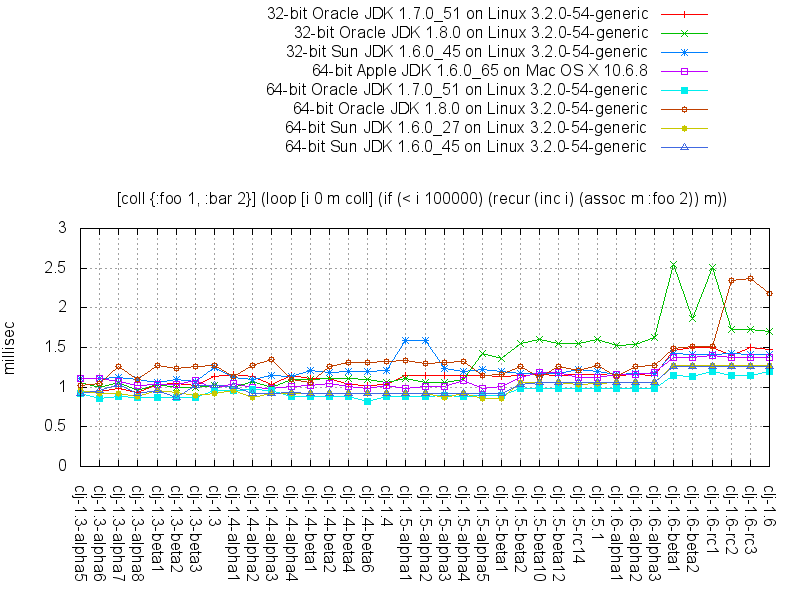 32-bit Oracle JDK 1.7.0_51 on Linux 3.2.0-54-generic
32-bit Oracle JDK 1.8.0 on Linux 3.2.0-54-generic
32-bit Sun JDK 1.6.0_45 on Linux 3.2.0-54-generic
64-bit Apple JDK 1.6.0_65 on Mac OS X 10.6.8
64-bit Oracle JDK 1.7.0_51 on Linux 3.2.0-54-generic
64-bit Oracle JDK 1.8.0 on Linux 3.2.0-54-generic
64-bit Sun JDK 1.6.0_27 on Linux 3.2.0-54-generic
64-bit Sun JDK 1.6.0_45 on Linux 3.2.0-54-generic
[coll {:foo 1, :bar 2}] (loop [i 0 m coll] (if (< i 100000) (recur (inc i) (assoc m :foo 2)) m))
3
2.5
2
1.5
1
0.5
0
millisec
clj-1.3-alpha5
clj-1.3-alpha6
clj-1.3-alpha7
clj-1.3-alpha8
clj-1.3-beta1
clj-1.3-beta2
clj-1.3-beta3
clj-1.3
clj-1.4-alpha1
clj-1.4-alpha2
clj-1.4-alpha3
clj-1.4-alpha4
clj-1.4-beta1
clj-1.4-beta2
clj-1.4-beta4
clj-1.4-beta6
clj-1.4
clj-1.5-alpha1
clj-1.5-alpha2
clj-1.5-alpha3
clj-1.5-alpha4
clj-1.5-alpha5
clj-1.5-beta1
clj-1.5-beta2
clj-1.5-beta10
clj-1.5-beta12
clj-1.5-rc14
clj-1.5.1
clj-1.6-alpha1
clj-1.6-alpha2
clj-1.6-alpha3
clj-1.6-beta1
clj-1.6-beta2
clj-1.6-rc1
clj-1.6-rc2
clj-1.6-rc3
clj-1.6